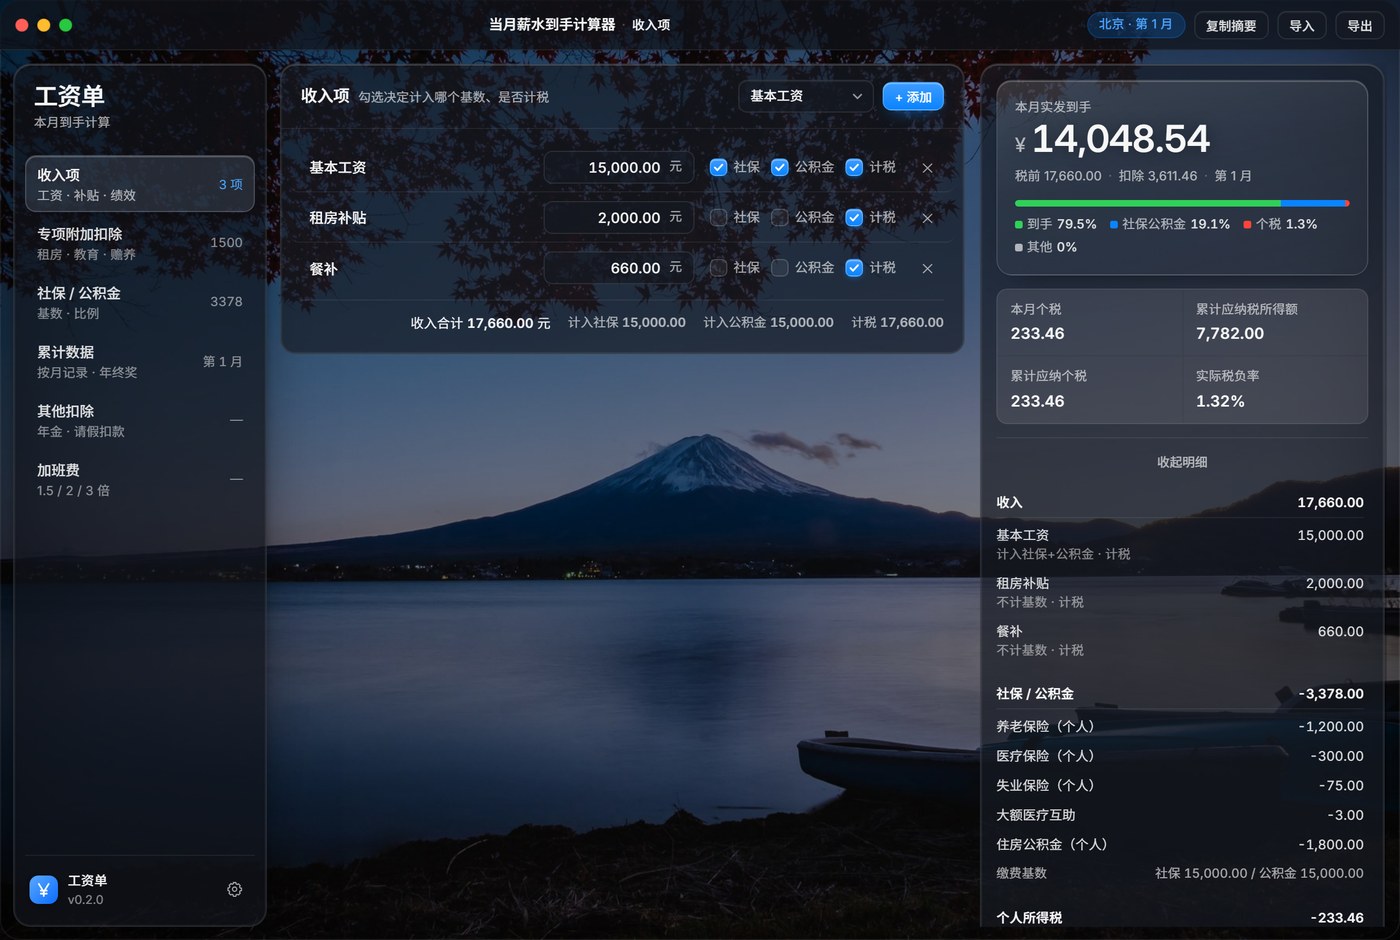 当月薪水到手计算器 · 收入项
北京 · 第 1 月
复制摘要
导入
导出
工资单
本月到手计算
收入项
工资 · 补贴 · 绩效
3 项
专项附加扣除
租房 · 教育 · 赡养
1500
社保 / 公积金
基数 · 比例
3378
累计数据
按月记录 · 年终奖
第 1 月
其他扣除
年金 · 请假扣款
—
加班费
1.5 / 2 / 3 倍
—
¥
工资单
v0.2.0
收入项 勾选决定计入哪个基数、是否计税
基本工资
+ 添加
基本工资 15,000.00 元 社保 公积金 计税
租房补贴 2,000.00 元 社保 公积金 计税
餐补 660.00 元 社保 公积金 计税
收入合计 17,660.00 元 计入社保 15,000.00 计入公积金 15,000.00 计税 17,660.00
本月实发到手
¥ 14,048.54
税前 17,660.00 · 扣除 3,611.46 · 第 1 月
到手 79.5% 社保公积金 19.1% 个税 1.3%
其他 0%
本月个税
233.46
累计应纳税所得额
7,782.00
累计应纳个税
233.46
实际税负率
1.32%
收起明细
收入 17,660.00
基本工资 15,000.00
计入社保+公积金 · 计税
租房补贴 2,000.00
不计基数 · 计税
餐补 660.00
不计基数 · 计税
社保 / 公积金 -3,378.00
养老保险（个人） -1,200.00
医疗保险（个人） -300.00
失业保险（个人） -75.00
大额医疗互助 -3.00
住房公积金（个人） -1,800.00
缴费基数 社保 15,000.00 / 公积金 15,000.00
个人所得税 -233.46